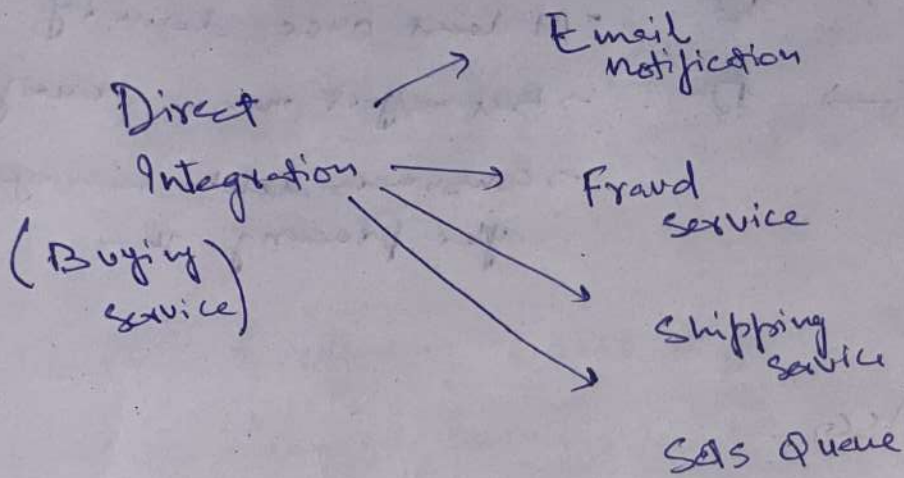 Direct
Integration
(Buying
service)
Email
notification
Fraud
service
Shipping
service
SQS Queue